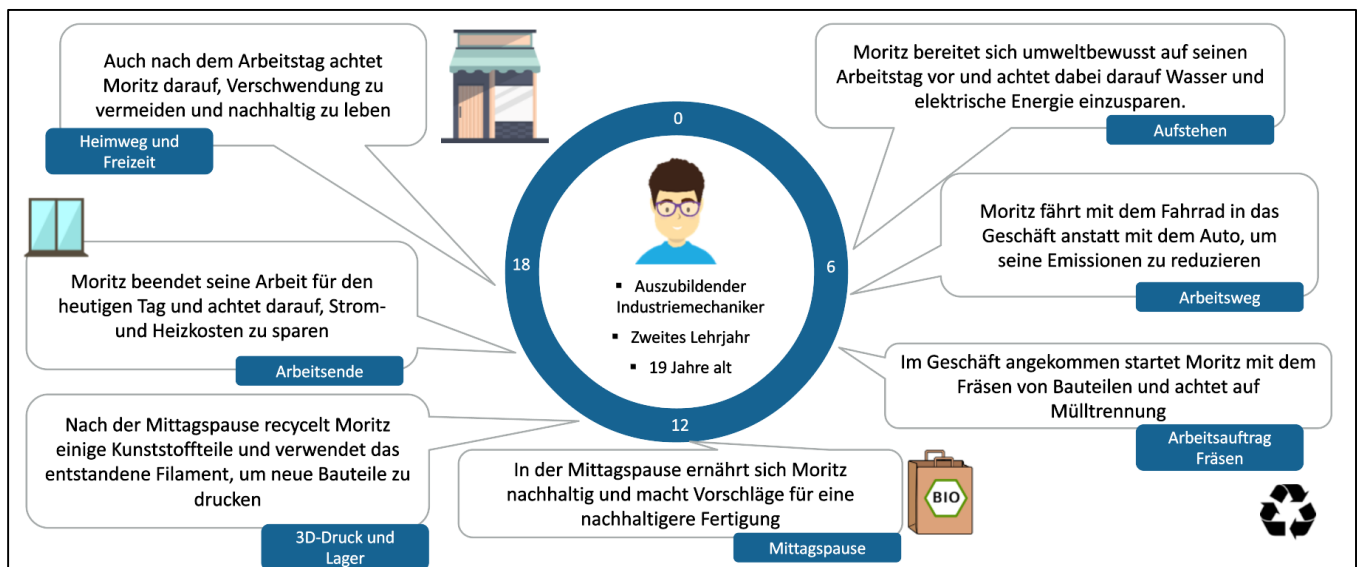 Auch nach dem Arbeitstag achtet
Moritz darauf, Verschwendung zu
vermeiden und nachhaltig zu leben
Heimweg und
Freizeit
Moritz bereitet sich umweltbewusst auf seinen
Arbeitstag vor und achtet dabei darauf Wasser und
elektrische Energie einzusparen.
Aufstehen
Moritz fährt mit dem Fahrrad in das
Geschäft anstatt mit dem Auto, um
seine Emissionen zu reduzieren
Arbeitsweg
Im Geschäft angekommen startet Moritz mit dem
Fräsen von Bauteilen und achtet auf
Mülltrennung
Arbeitsauftrag
Fräsen
In der Mittagspause ernährt sich Moritz
nachhaltig und macht Vorschläge für eine
nachhaltigere Fertigung
Mittagspause
BIO
Nach der Mittagspause recycelt Moritz
einige Kunststoffteile und verwendet das
entstandene Filament, um neue Bauteile zu
drucken
3D-Druck und
Lager
Moritz beendet seine Arbeit für den
heutigen Tag und achtet darauf, Strom-
und Heizkosten zu sparen
Arbeitsende
0
6
12
18
▪ Auszubildender
Industriemechaniker
▪ Zweites Lehrjahr
▪ 19 Jahre alt